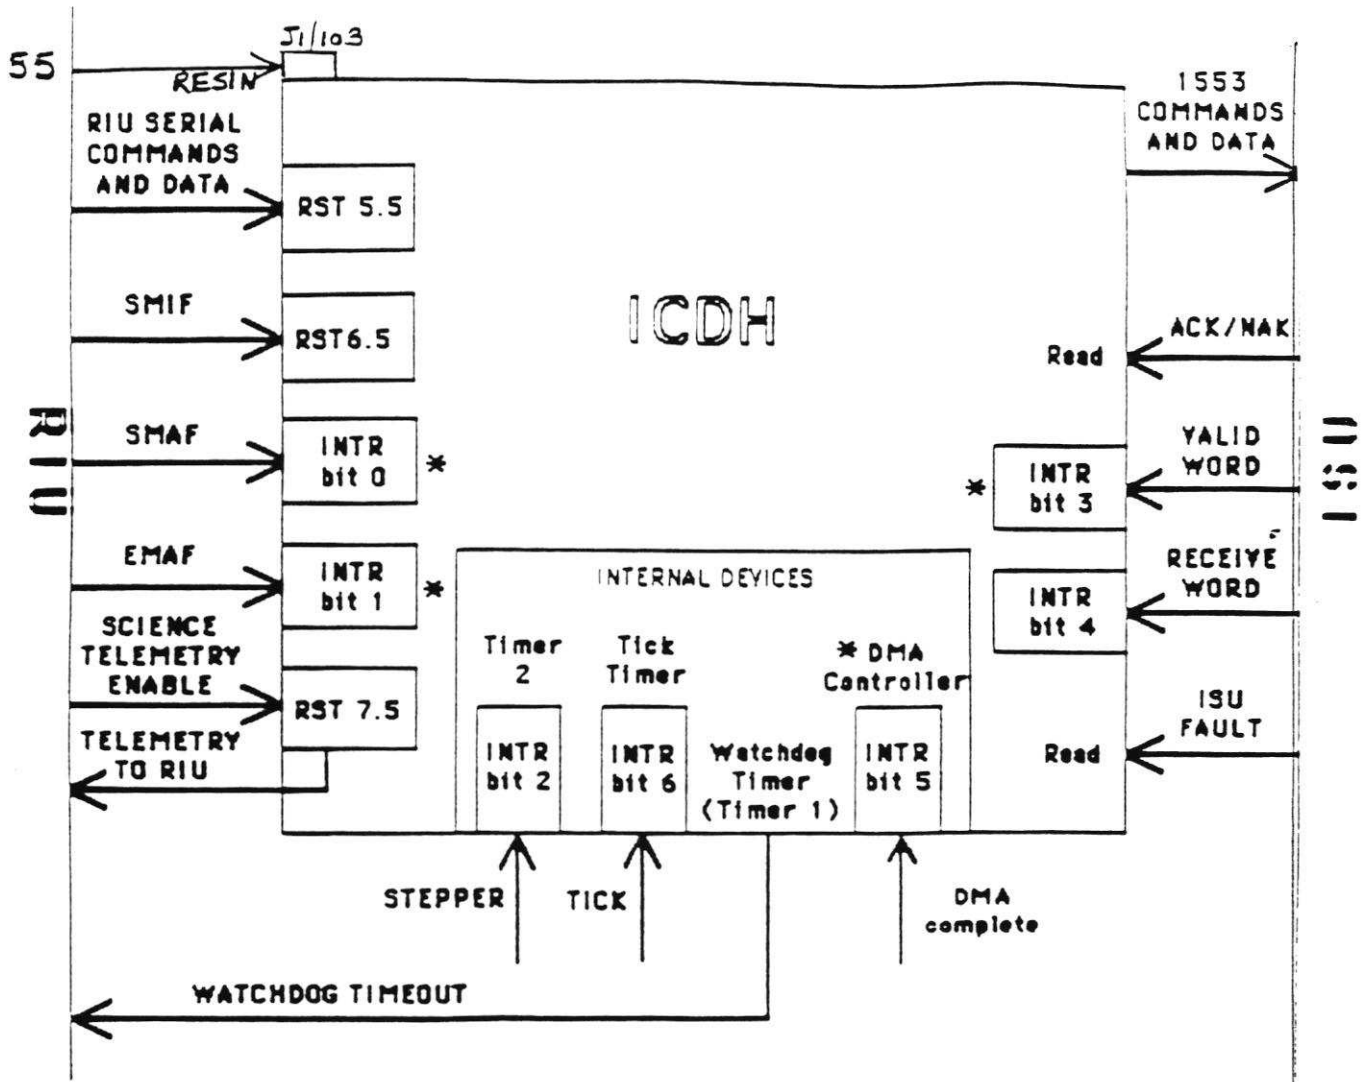 J1/103
55
RESIN
RIU SERIAL
COMMANDS
AND DATA
RST 5.5
SMIF
RST6.5
RIU
SMAF
INTR
bit 0
*
EMAF
INTR
bit 1
*
SCIENCE
TELEMETRY
ENABLE
RST 7.5
TELEMETRY
TO RIU
ICDH
1553
COMMANDS
AND DATA
ACK/NAK
Read
VALID
WORD
INTR
bit 3
*
RECEIVE
WORD
INTR
bit 4
ISU
FAULT
Read
INTERNAL DEVICES
Timer
2
INTR
bit 2
Tick
Timer
INTR
bit 6
Watchdog
Timer
(Timer 1)
* DMA
Controller
INTR
bit 5
STEPPER
TICK
DMA
complete
WATCHDOG TIMEOUT